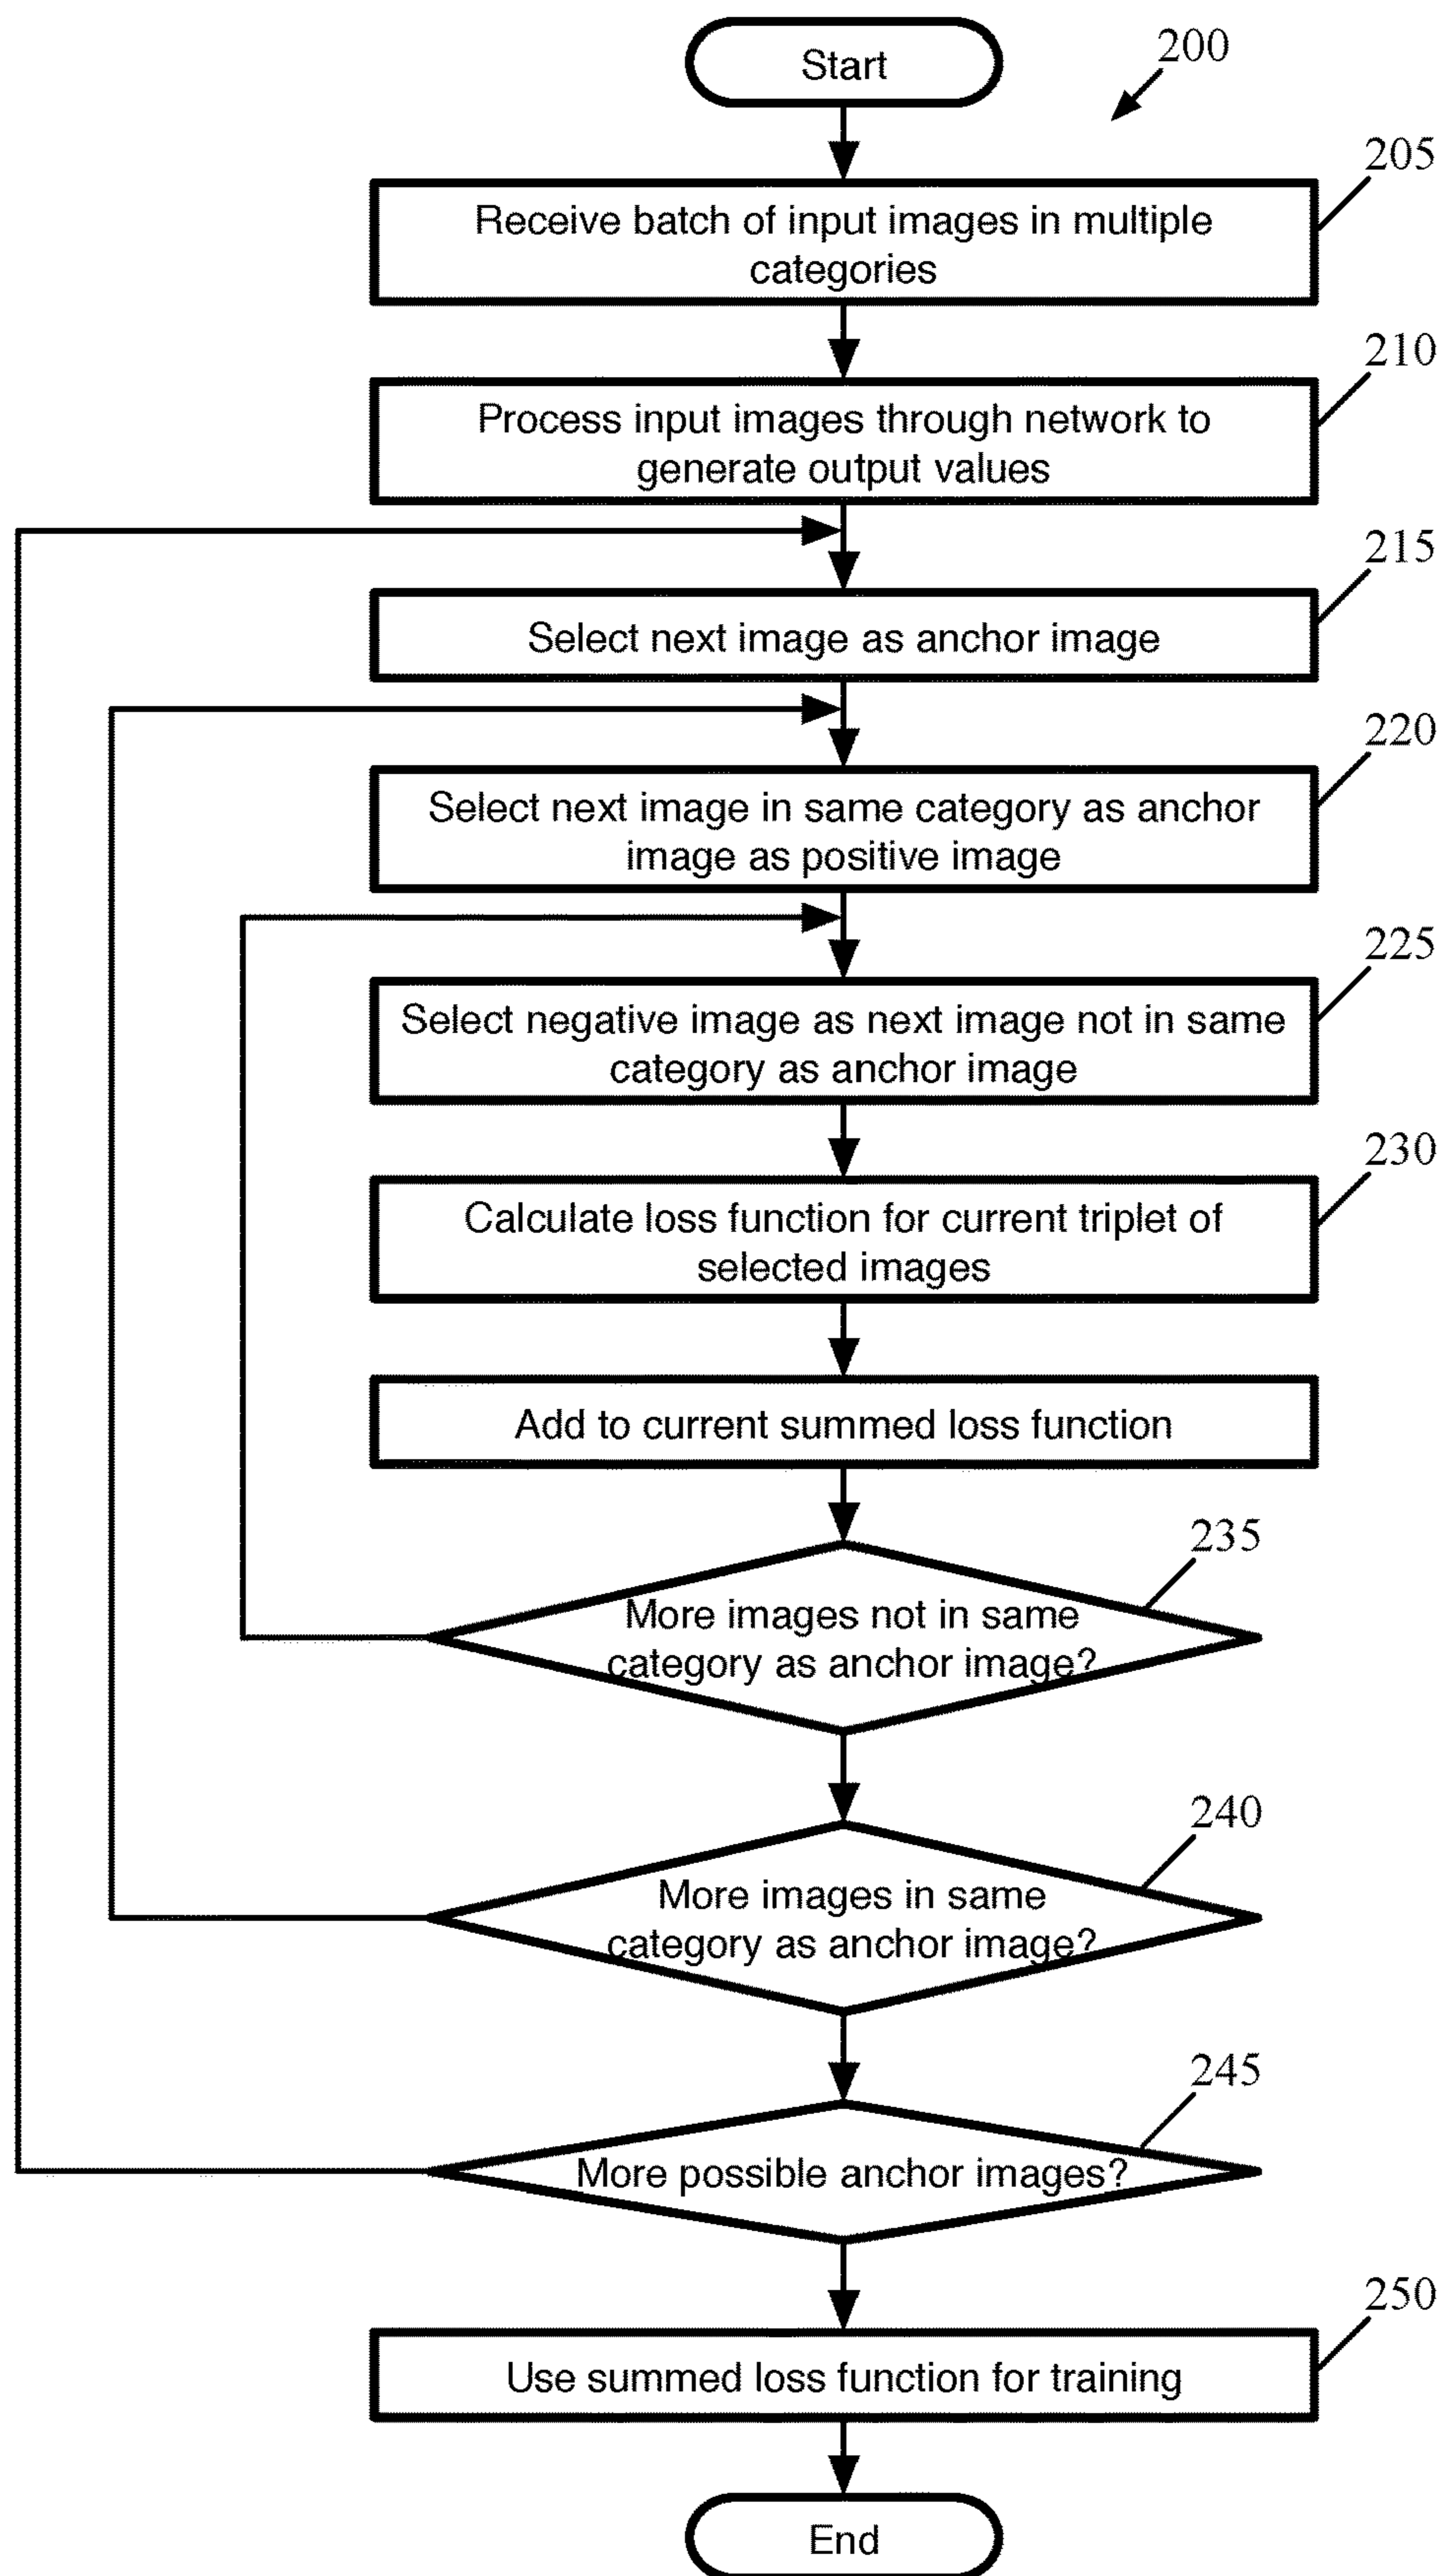 Start
200
205
Receive batch of input images in multiple
categories
210
Process input images through network to
generate output values
215
Select next image as anchor image
220
Select next image in same category as anchor
image as positive image
225
Select negative image as next image not in same
category as anchor image
230
Calculate loss function for current triplet of
selected images
Add to current summed loss function
235
More images not in same
category as anchor image?
240
More images in same
category as anchor image?
245
More possible anchor images?
250
Use summed loss function for training
End